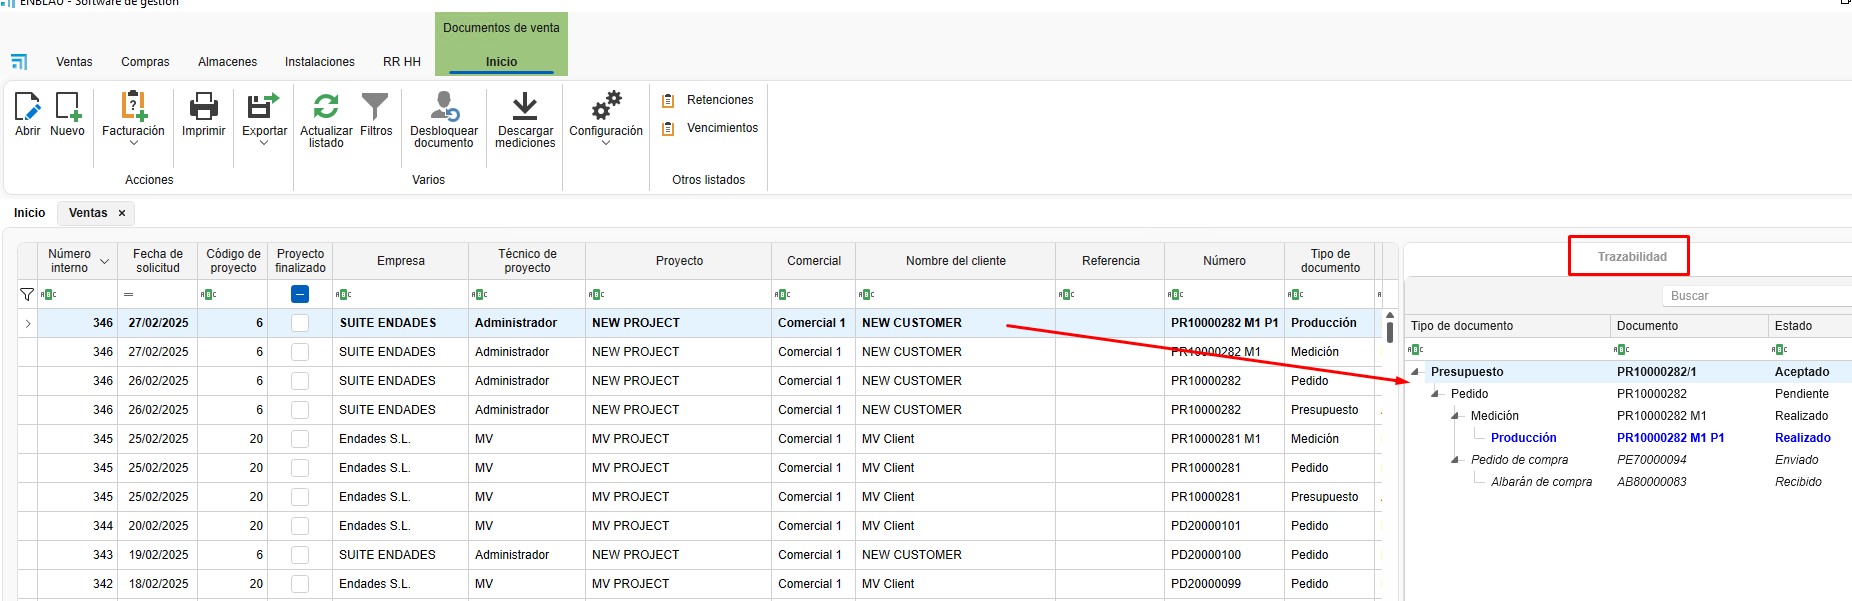 ENBLAU - Software de gestión
Documentos de venta
Ventas Compras Almacenes Instalaciones RR HH Inicio
Abrir Nuevo Facturación Imprimir Exportar Actualizar listado Filtros Desbloquear documento Descargar mediciones Configuración
Retenciones
Vencimientos
Acciones Varios Otros listados
Inicio Ventas ×
Número interno Fecha de solicitud Código de proyecto Proyecto finalizado Empresa Técnico de proyecto Proyecto Comercial Nombre del cliente Referencia Número Tipo de documento
346 27/02/2025 6 SUITE ENDADES Administrador NEW PROJECT Comercial 1 NEW CUSTOMER PR10000282 M1 P1 Producción
346 27/02/2025 6 SUITE ENDADES Administrador NEW PROJECT Comercial 1 NEW CUSTOMER PR10000282 M1 Medición
346 26/02/2025 6 SUITE ENDADES Administrador NEW PROJECT Comercial 1 NEW CUSTOMER PR10000282 Pedido
346 26/02/2025 6 SUITE ENDADES Administrador NEW PROJECT Comercial 1 NEW CUSTOMER PR10000282 Presupuesto
345 25/02/2025 20 Endades S.L. MV MV PROJECT Comercial 1 MV Client PR10000281 M1 Medición
345 25/02/2025 20 Endades S.L. MV MV PROJECT Comercial 1 MV Client PR10000281 Pedido
345 25/02/2025 20 Endades S.L. MV MV PROJECT Comercial 1 MV Client PR10000281 Presupuesto
344 20/02/2025 20 Endades S.L. MV MV PROJECT Comercial 1 MV Client PD20000101 Pedido
343 19/02/2025 6 SUITE ENDADES Administrador NEW PROJECT Comercial 1 NEW CUSTOMER PD20000100 Pedido
342 18/02/2025 20 Endades S.L. MV MV PROJECT Comercial 1 MV Client PD20000099 Pedido
Trazabilidad
Buscar
Tipo de documento Documento Estado
Presupuesto PR10000282/1 Aceptado
Pedido PR10000282 Pendiente
Medición PR10000282 M1 Realizado
Producción PR10000282 M1 P1 Realizado
Pedido de compra PE70000094 Enviado
Albarán de compra AB80000083 Recibido